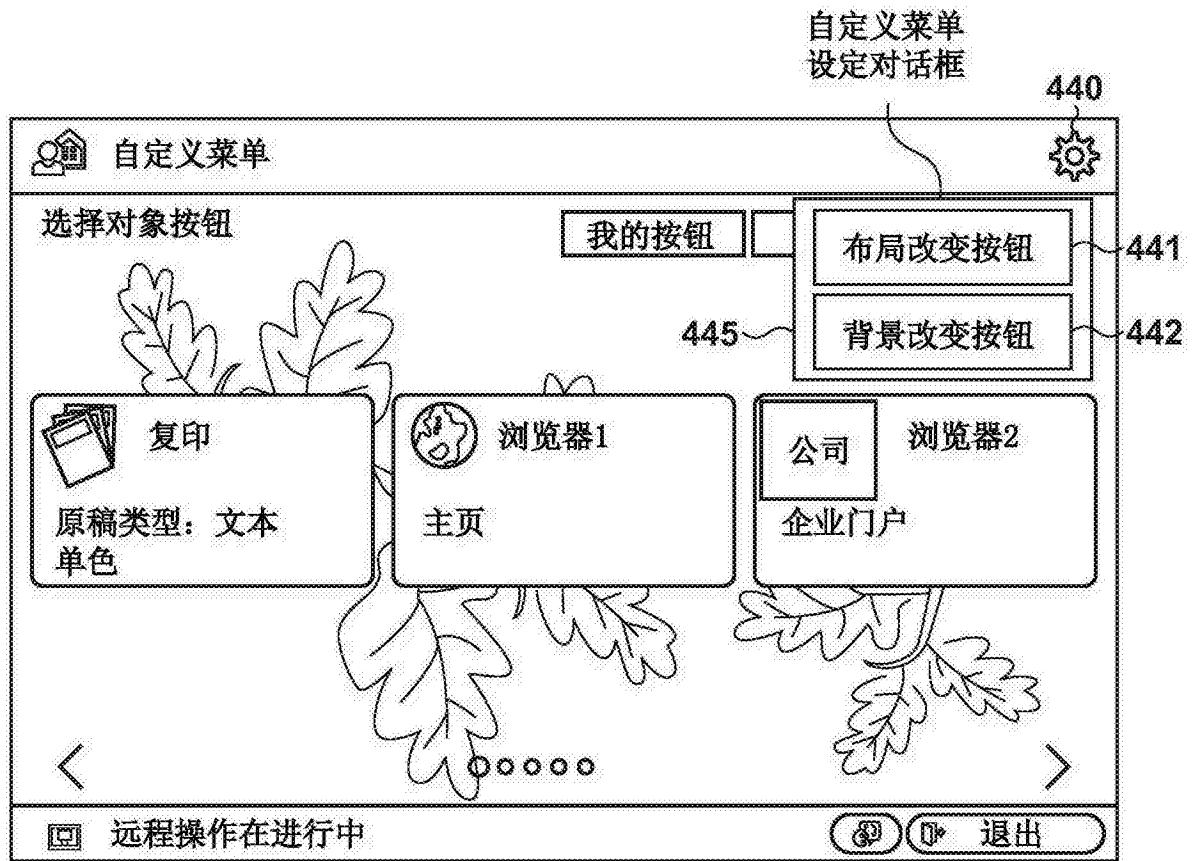 自定义菜单
设定对话框
440
自定义菜单
选择对象按钮
我的按钮
布局改变按钮
441
445
背景改变按钮
442
复印
原稿类型：文本
单色
浏览器1
主页
公司
浏览器2
企业门户
远程操作在进行中
退出